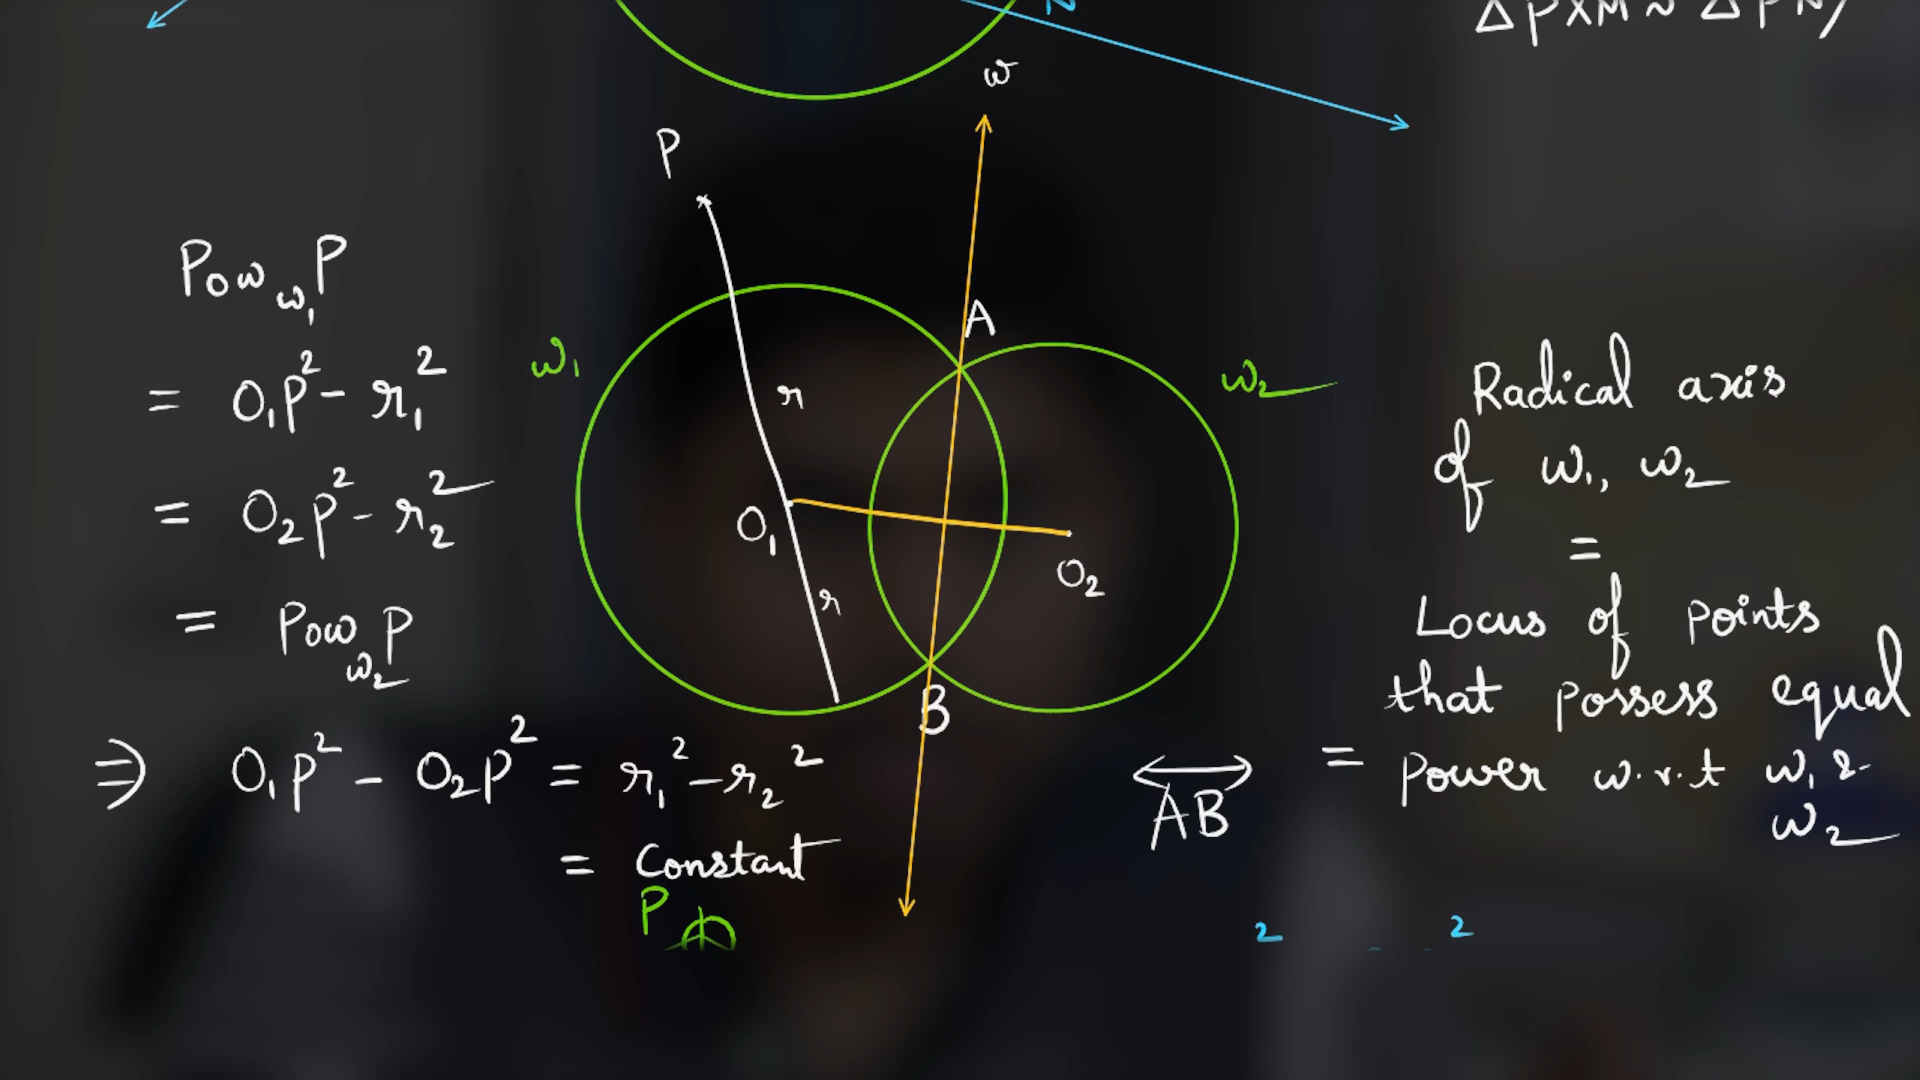 N
△PXM ~ △PNY
ω
P
Pow_ω₁ P
= O₁P² - r₁²
= O₂P² - r₂²
= Pow_ω₂ P
⇒ O₁P² - O₂P² = r₁² - r₂²
= Constant
P
ω₁
A
r
ω₂
O₁
O₂
r
B
Radical axis
of ω₁, ω₂
=
Locus of points
that possess equal
AB = power w.r.t ω₁ &
ω₂
2 2